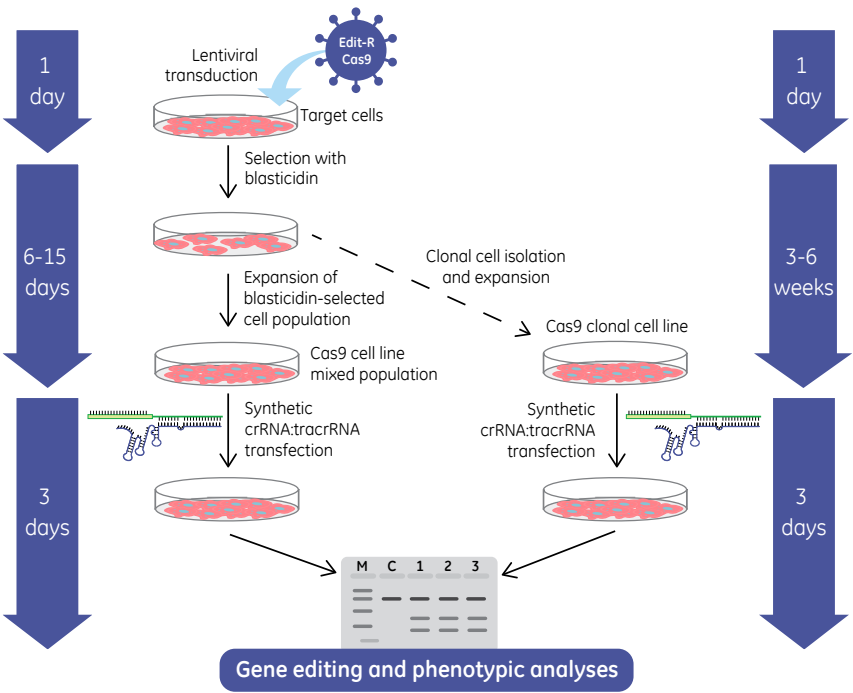 1
day
Lentiviral
transduction
Edit-R
Cas9
1
day
Target cells
Selection with
blasticidin
6-15
days
Clonal cell isolation
and expansion
3-6
weeks
Expansion of
blasticidin-selected
cell population
Cas9 clonal cell line
Cas9 cell line
mixed population
Synthetic
crRNA:tracrRNA
transfection
Synthetic
crRNA:tracrRNA
transfection
3
days
3
days
M C 1 2 3
Gene editing and phenotypic analyses